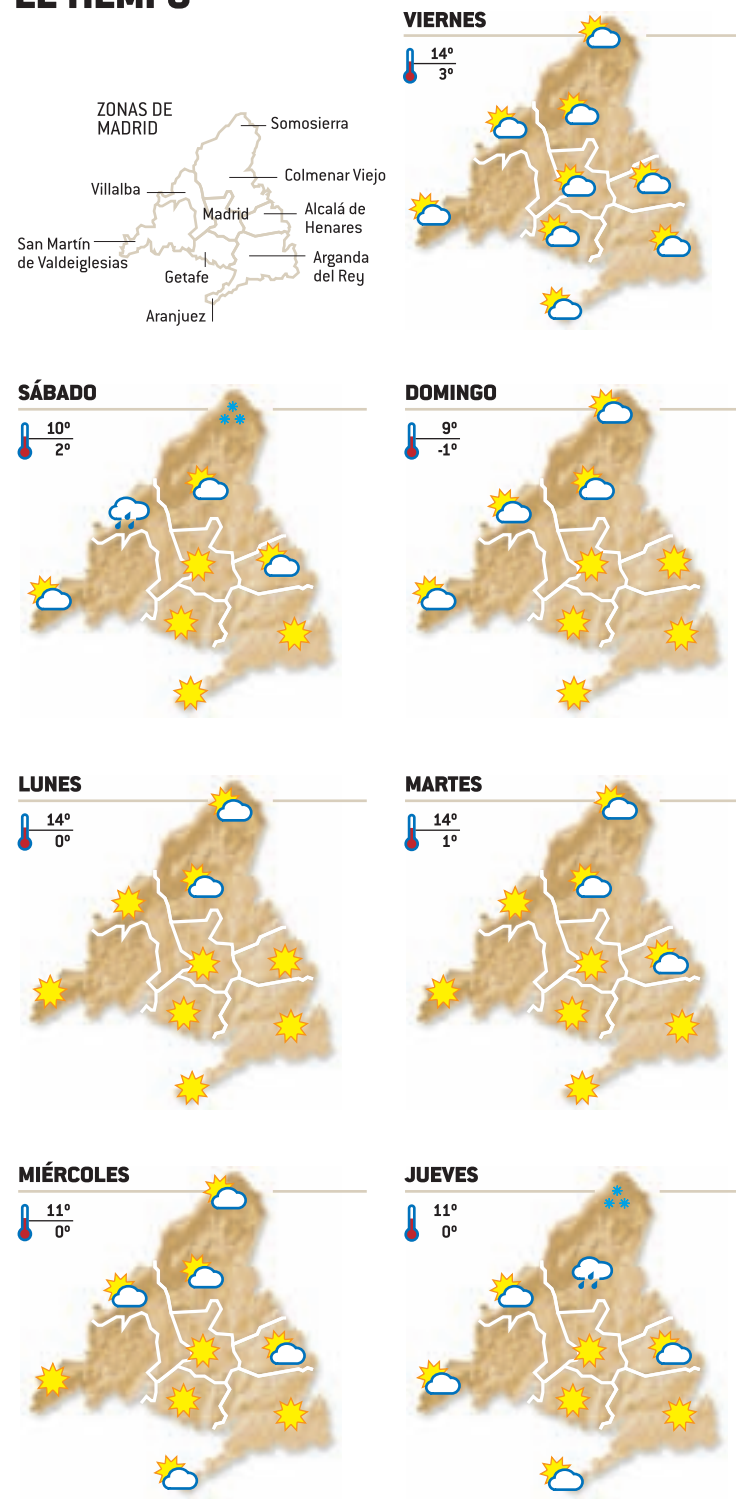 EL TIEMPO
VIERNES
14º
3º
ZONAS DE
MADRID
Somosierra
Colmenar Viejo
Villalba
Madrid
Alcalá de
Henares
San Martín
de Valdeiglesias
Arganda
del Rey
Getafe
Aranjuez
SÁBADO
10º
2º
DOMINGO
9º
-1º
LUNES
14º
0º
MARTES
14º
1º
MIÉRCOLES
11º
0º
JUEVES
11º
0º